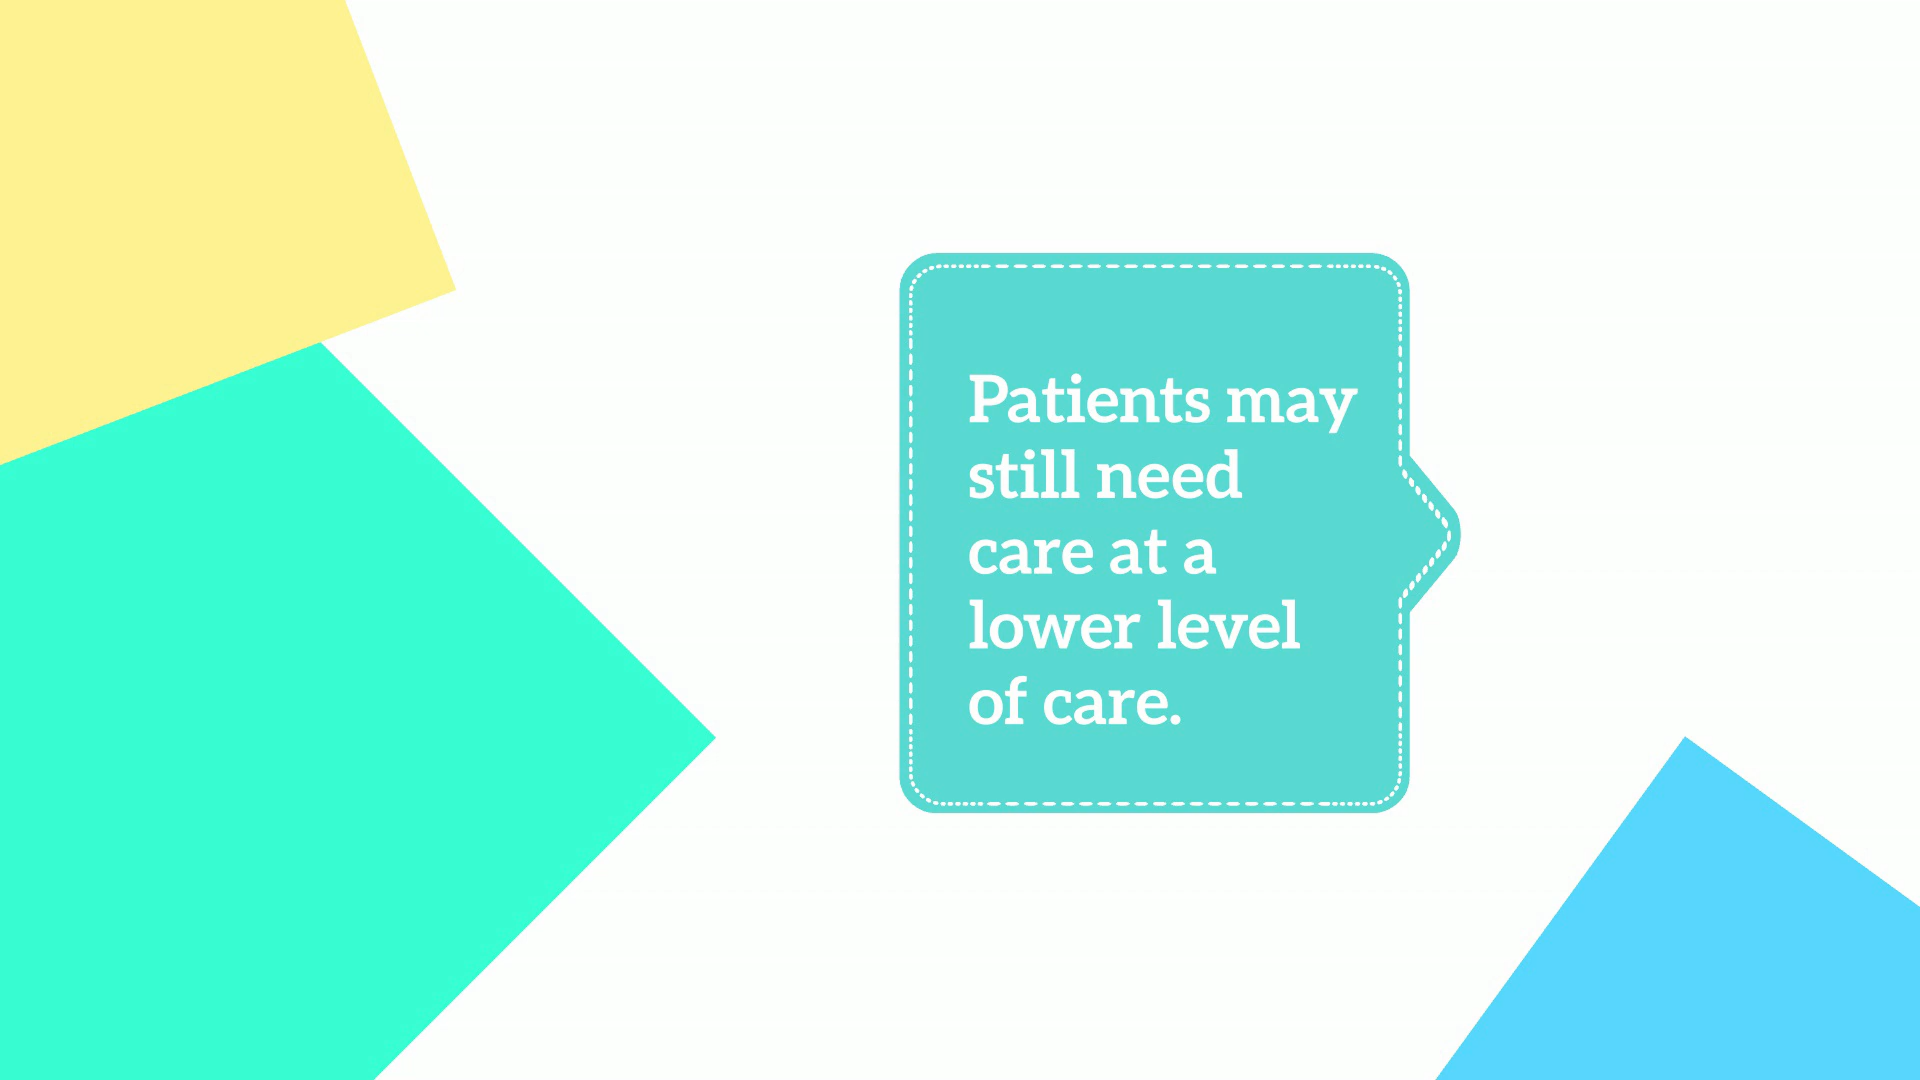 Patients may
still need
care at a
lower level
of care.